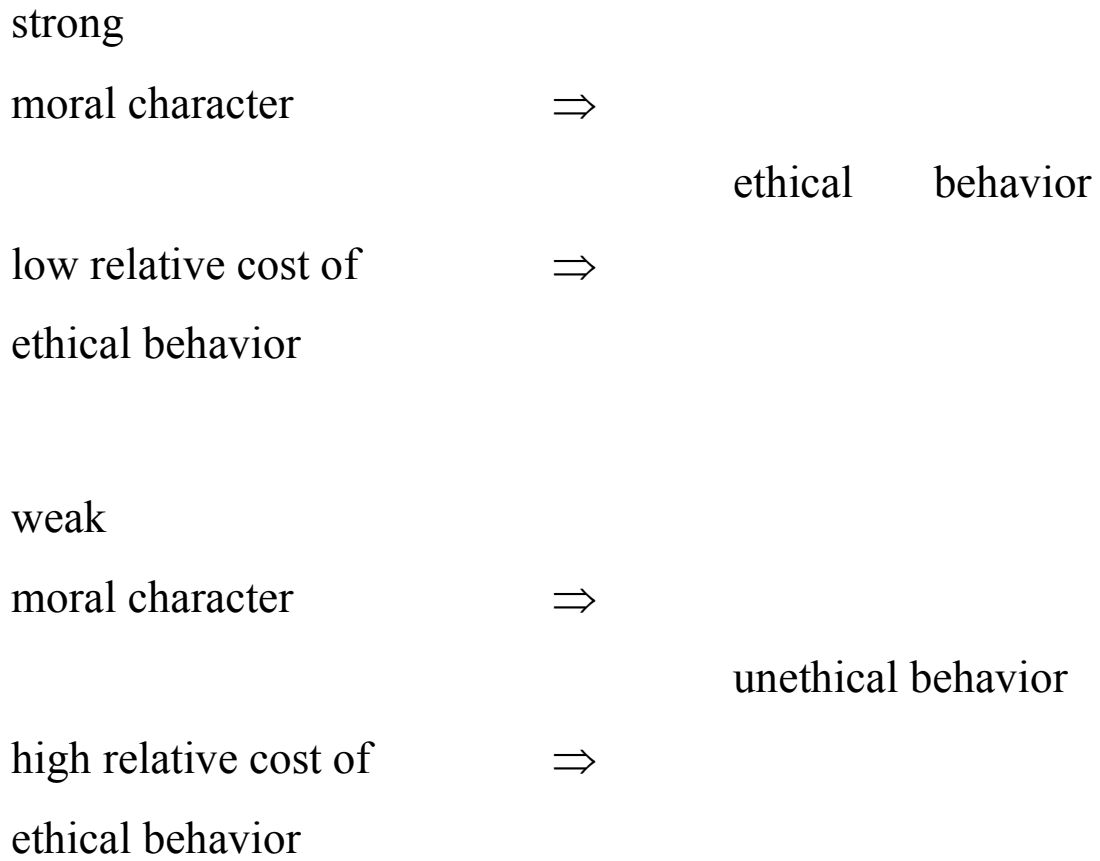 strong
moral character ⇒
ethical behavior
low relative cost of ⇒
ethical behavior
weak
moral character ⇒
unethical behavior
high relative cost of ⇒
ethical behavior